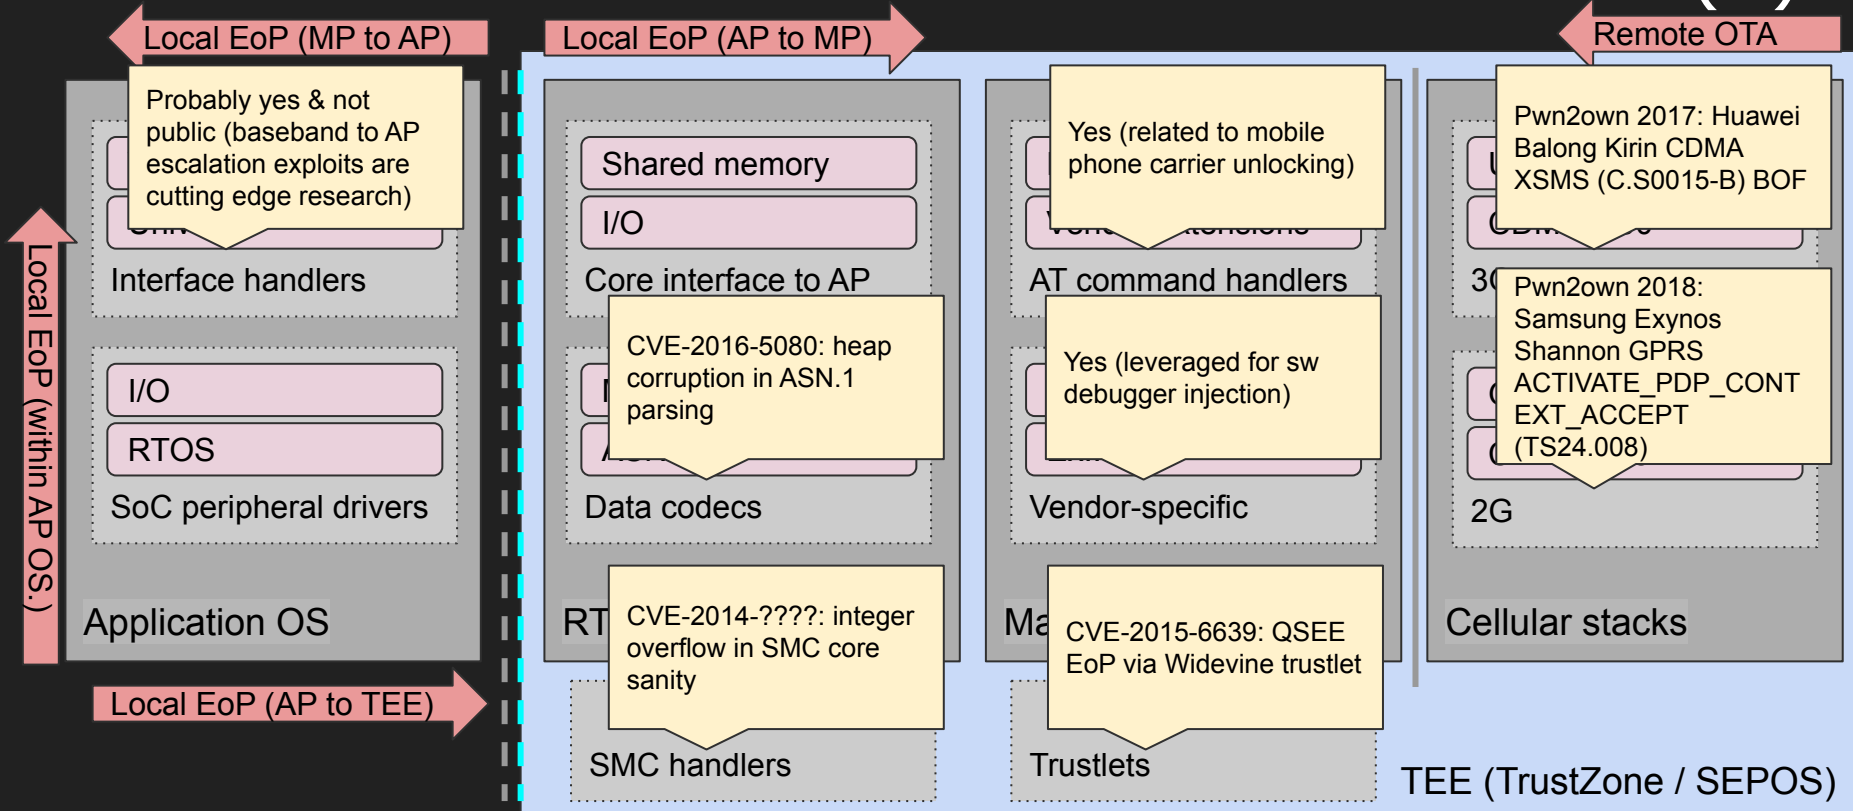 Local EoP (MP to AP)
Local EoP (AP to MP)
Remote OTA
Probably yes & not
public (baseband to AP
escalation exploits are
cutting edge research)
Interface handlers
I/O
RTOS
SoC peripheral drivers
Application OS
Local EoP (within AP OS.)
Local EoP (AP to TEE)
Shared memory
I/O
Core interface to AP
CVE-2016-5080: heap
corruption in ASN.1
parsing
Data codecs
CVE-2014-????: integer
overflow in SMC core
sanity
SMC handlers
Yes (related to mobile
phone carrier unlocking)
AT command handlers
Yes (leveraged for sw
debugger injection)
Vendor-specific
CVE-2015-6639: QSEE
EoP via Widevine trustlet
Trustlets
Pwn2own 2017: Huawei
Balong Kirin CDMA
XSMS (C.S0015-B) BOF
Pwn2own 2018:
Samsung Exynos
Shannon GPRS
ACTIVATE_PDP_CONT
EXT_ACCEPT
(TS24.008)
2G
Cellular stacks
TEE (TrustZone / SEPOS)